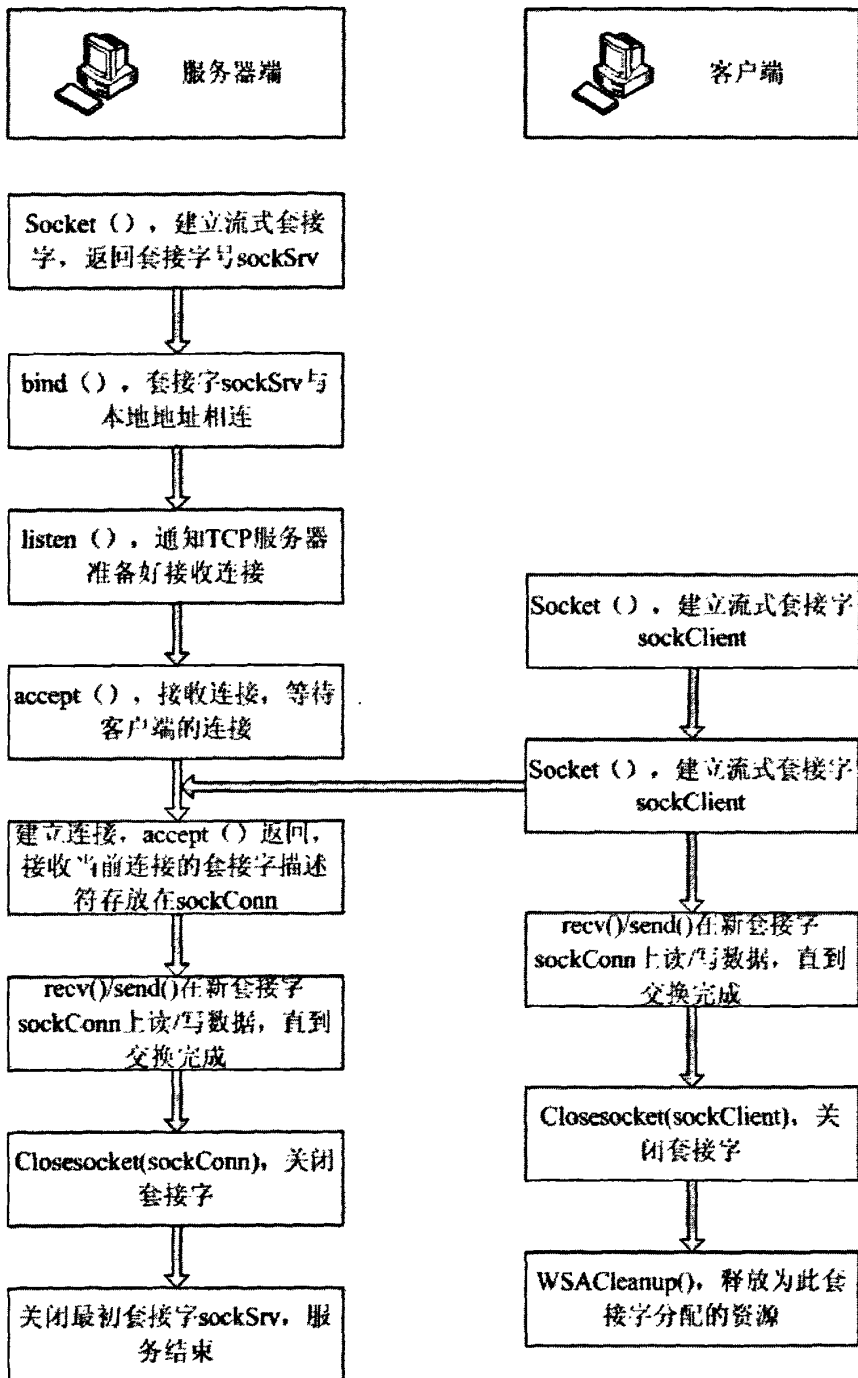 服务器端
客户端
Socket（），建立流式套接
字，返回套接字号sockSrv
bind（），套接字sockSrv与
本地地址相连
listen（），通知TCP服务器
准备好接收连接
accept（），接收连接，等待
客户端的连接
建立连接，accept（）返回，
接收当前连接的套接字描述
符存放在sockConn
recv()/send()在新套接字
sockConn上读/写数据，直到
交换完成
Closesocket(sockConn)，关闭
套接字
关闭最初套接字sockSrv，服
务结束
Socket（），建立流式套接字
sockClient
Socket（），建立流式套接字
sockClient
recv()/send()在新套接字
sockConn上读/写数据，直到
交换完成
Closesocket(sockClient)，关
闭套接字
WSACleanup()，释放为此套
接字分配的资源